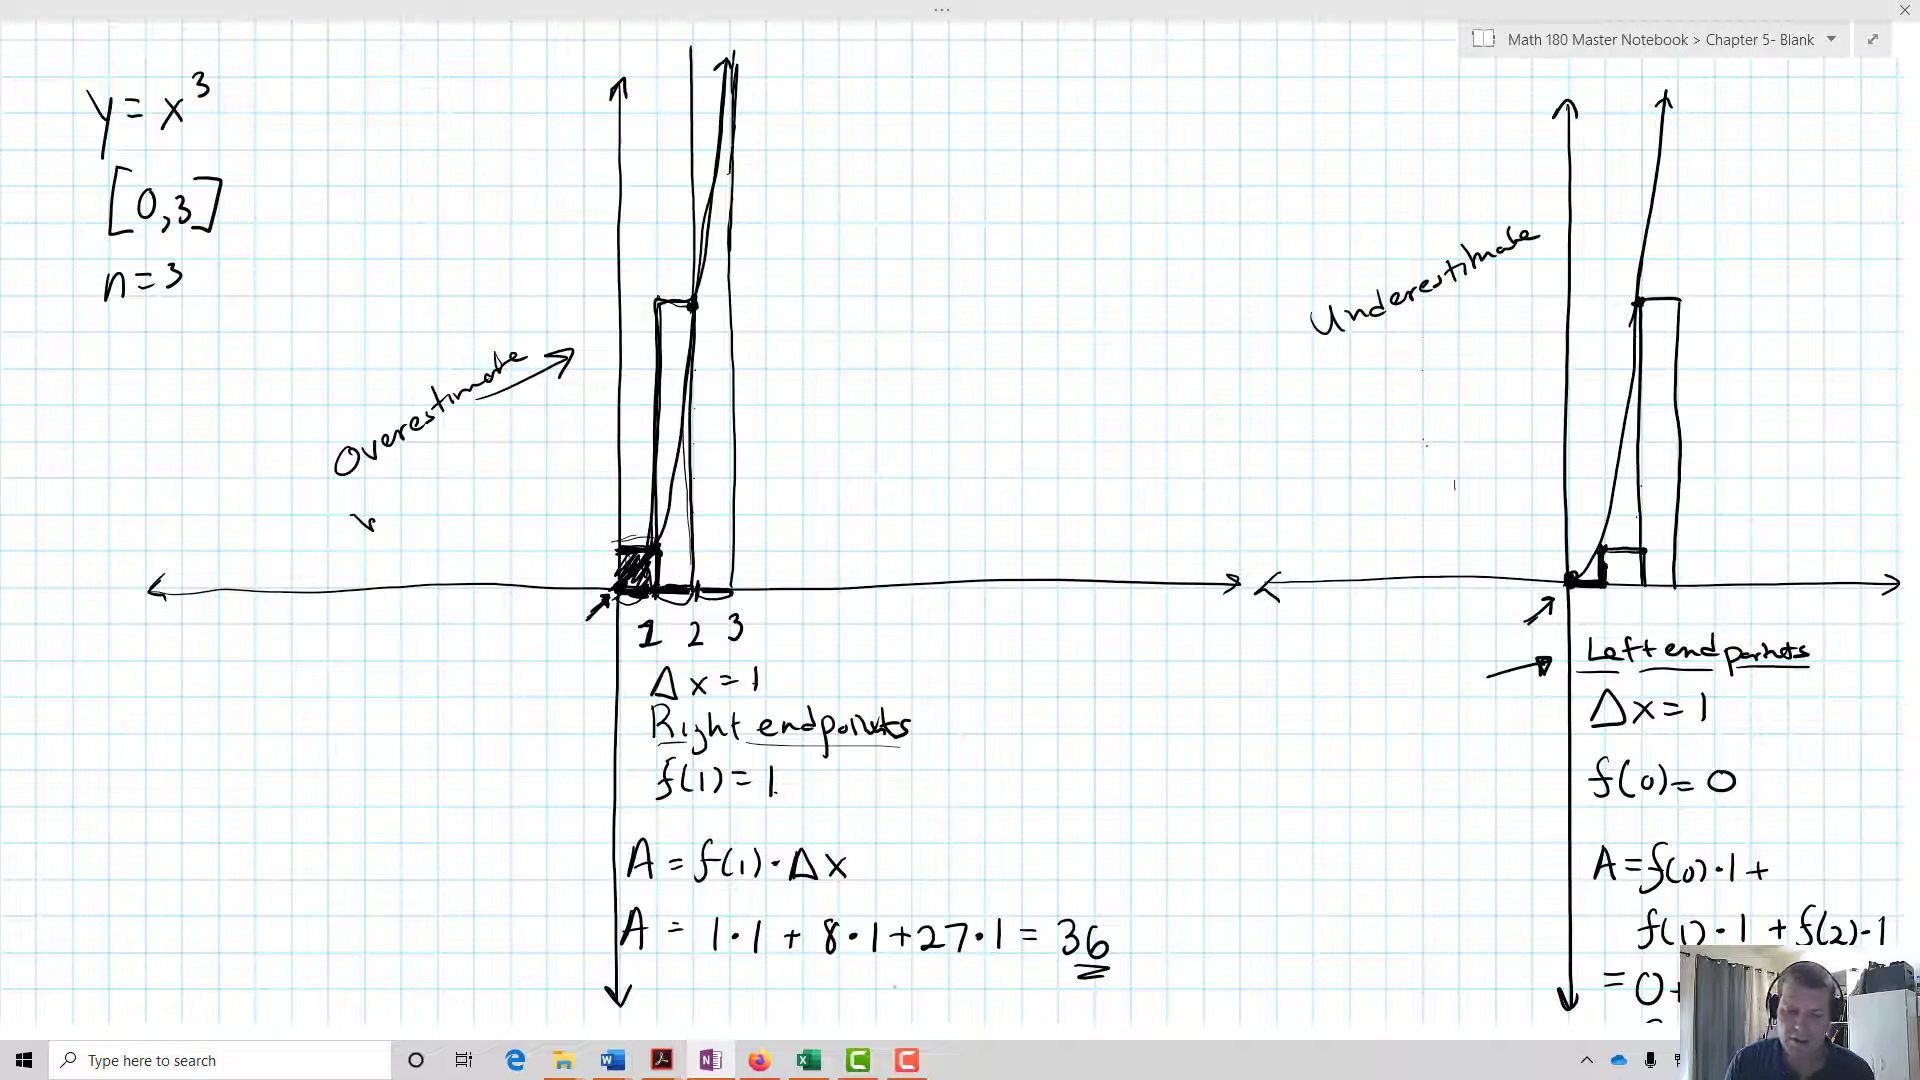 Math 180 Master Notebook > Chapter 5- Blank
y = x³
[0,3]
n = 3
Overestimate
1 2 3
Δx = 1
Right endpoints
f(1) = 1
A = f(1)·Δx
A = 1·1 + 8·1 + 27·1 = 36
Underestimate
Left endpoints
Δx = 1
f(0) = 0
A = f(0)·1 +
f(1)·1 + f(2)·1
= 0+
Type here to search